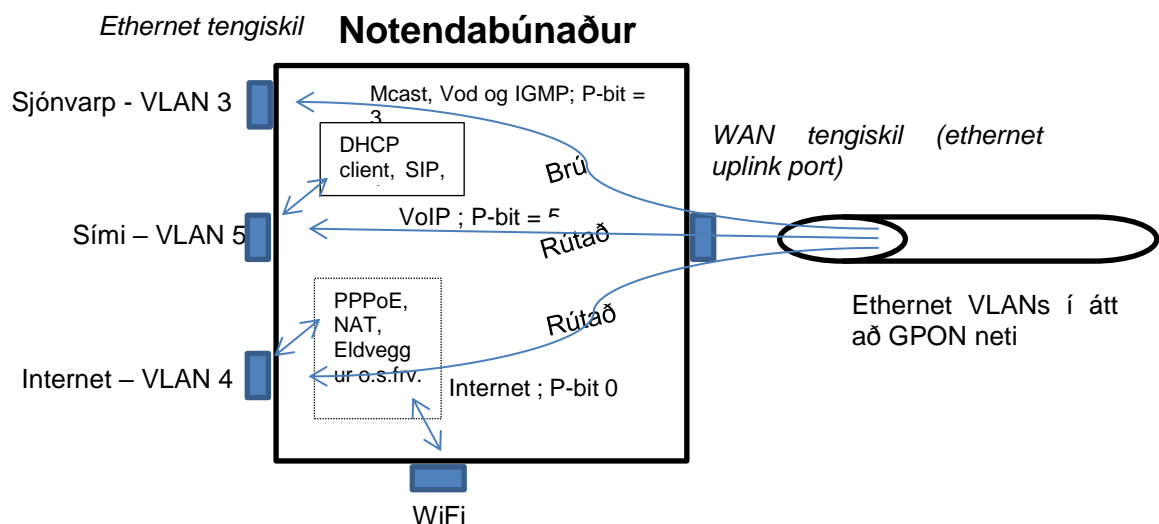 Ethernet tengiskil
Notendabúnaður
Sjónvarp - VLAN 3
Mcast, Vod og IGMP; P-bit =
3
DHCP
client, SIP,
Brú
WAN tengiskil (ethernet
uplink port)
VoIP ; P-bit = 5
Sími – VLAN 5
Rútað
PPPoE,
NAT,
Eldvegg
ur o.s.frv.
Rútað
Ethernet VLANs í átt
að GPON neti
Internet – VLAN 4
Internet ; P-bit 0
WiFi